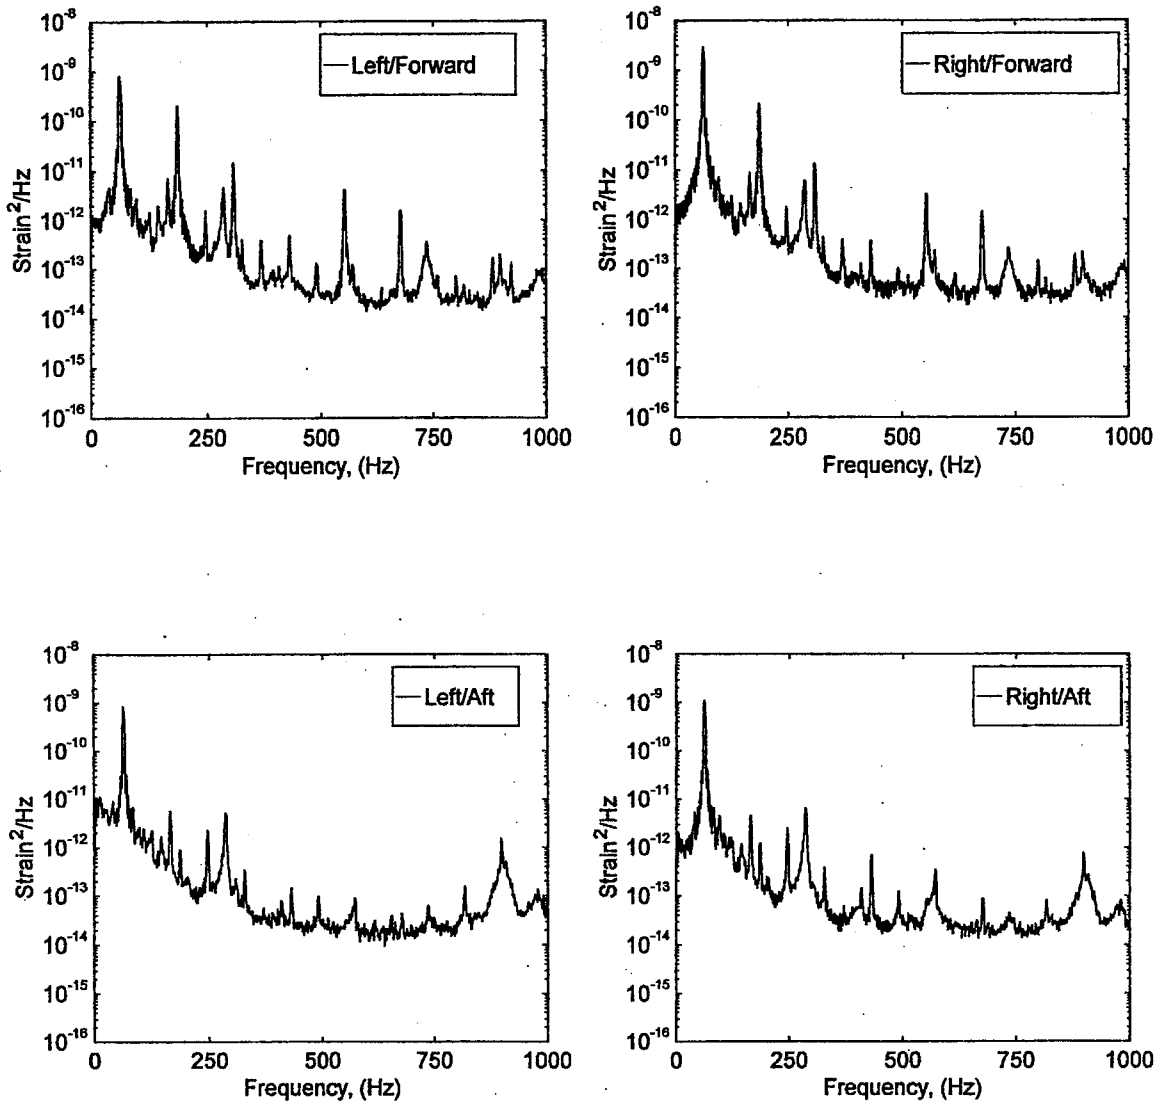 10⁻⁸
10⁻⁹
10⁻¹⁰
10⁻¹¹
10⁻¹²
10⁻¹³
10⁻¹⁴
10⁻¹⁵
10⁻¹⁶
Strain²/Hz
Left/Forward
0 250 500 750 1000
Frequency, (Hz)
10⁻⁸
10⁻⁹
10⁻¹⁰
10⁻¹¹
10⁻¹²
10⁻¹³
10⁻¹⁴
10⁻¹⁵
10⁻¹⁶
Strain²/Hz
Right/Forward
0 250 500 750 1000
Frequency, (Hz)
10⁻⁸
10⁻⁹
10⁻¹⁰
10⁻¹¹
10⁻¹²
10⁻¹³
10⁻¹⁴
10⁻¹⁵
10⁻¹⁶
Strain²/Hz
Left/Aft
0 250 500 750 1000
Frequency, (Hz)
10⁻⁸
10⁻⁹
10⁻¹⁰
10⁻¹¹
10⁻¹²
10⁻¹³
10⁻¹⁴
10⁻¹⁵
10⁻¹⁶
Strain²/Hz
Right/Aft
0 250 500 750 1000
Frequency, (Hz)